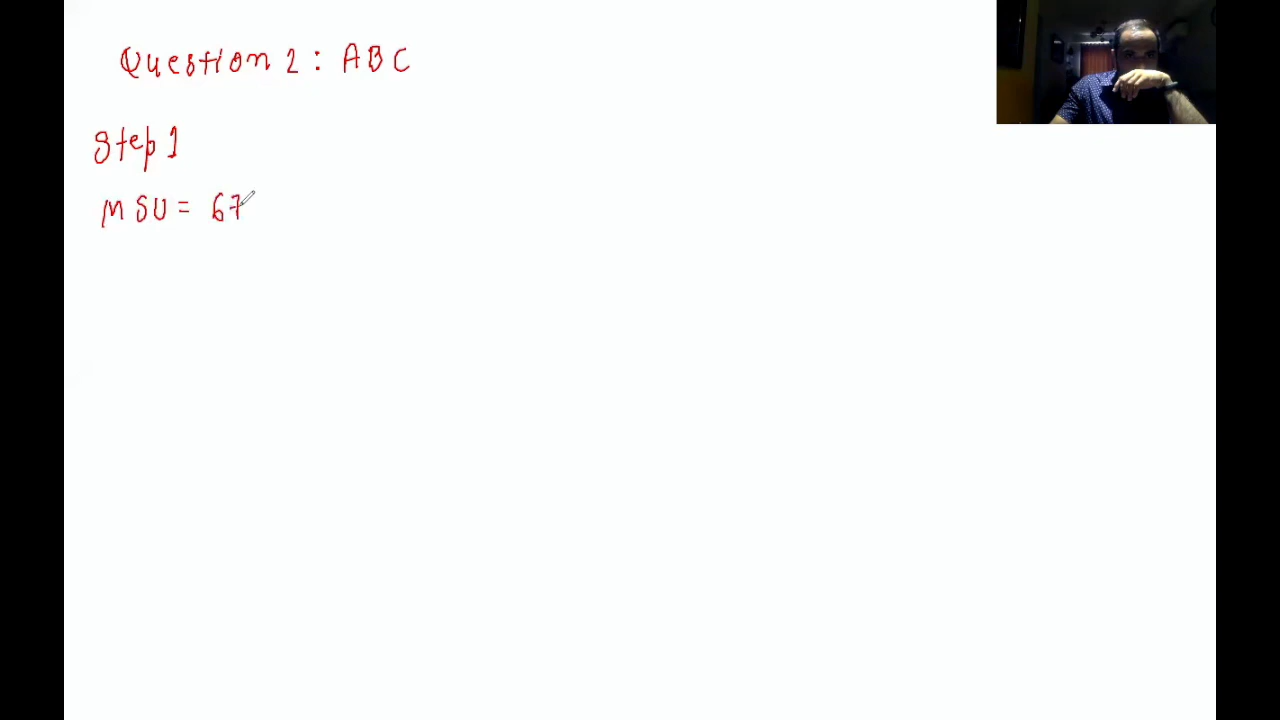 Question 2: ABC
Step 1
MSU = 67